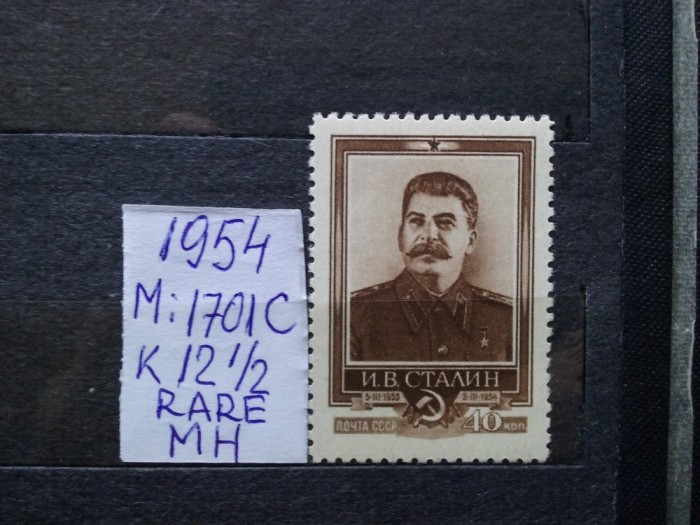 1954
M:1701C
K 12 1/2
RARE
MH
И.В. СТАЛИН
5-III-1953 5-III-1954
ПОЧТА СССР 40 коп